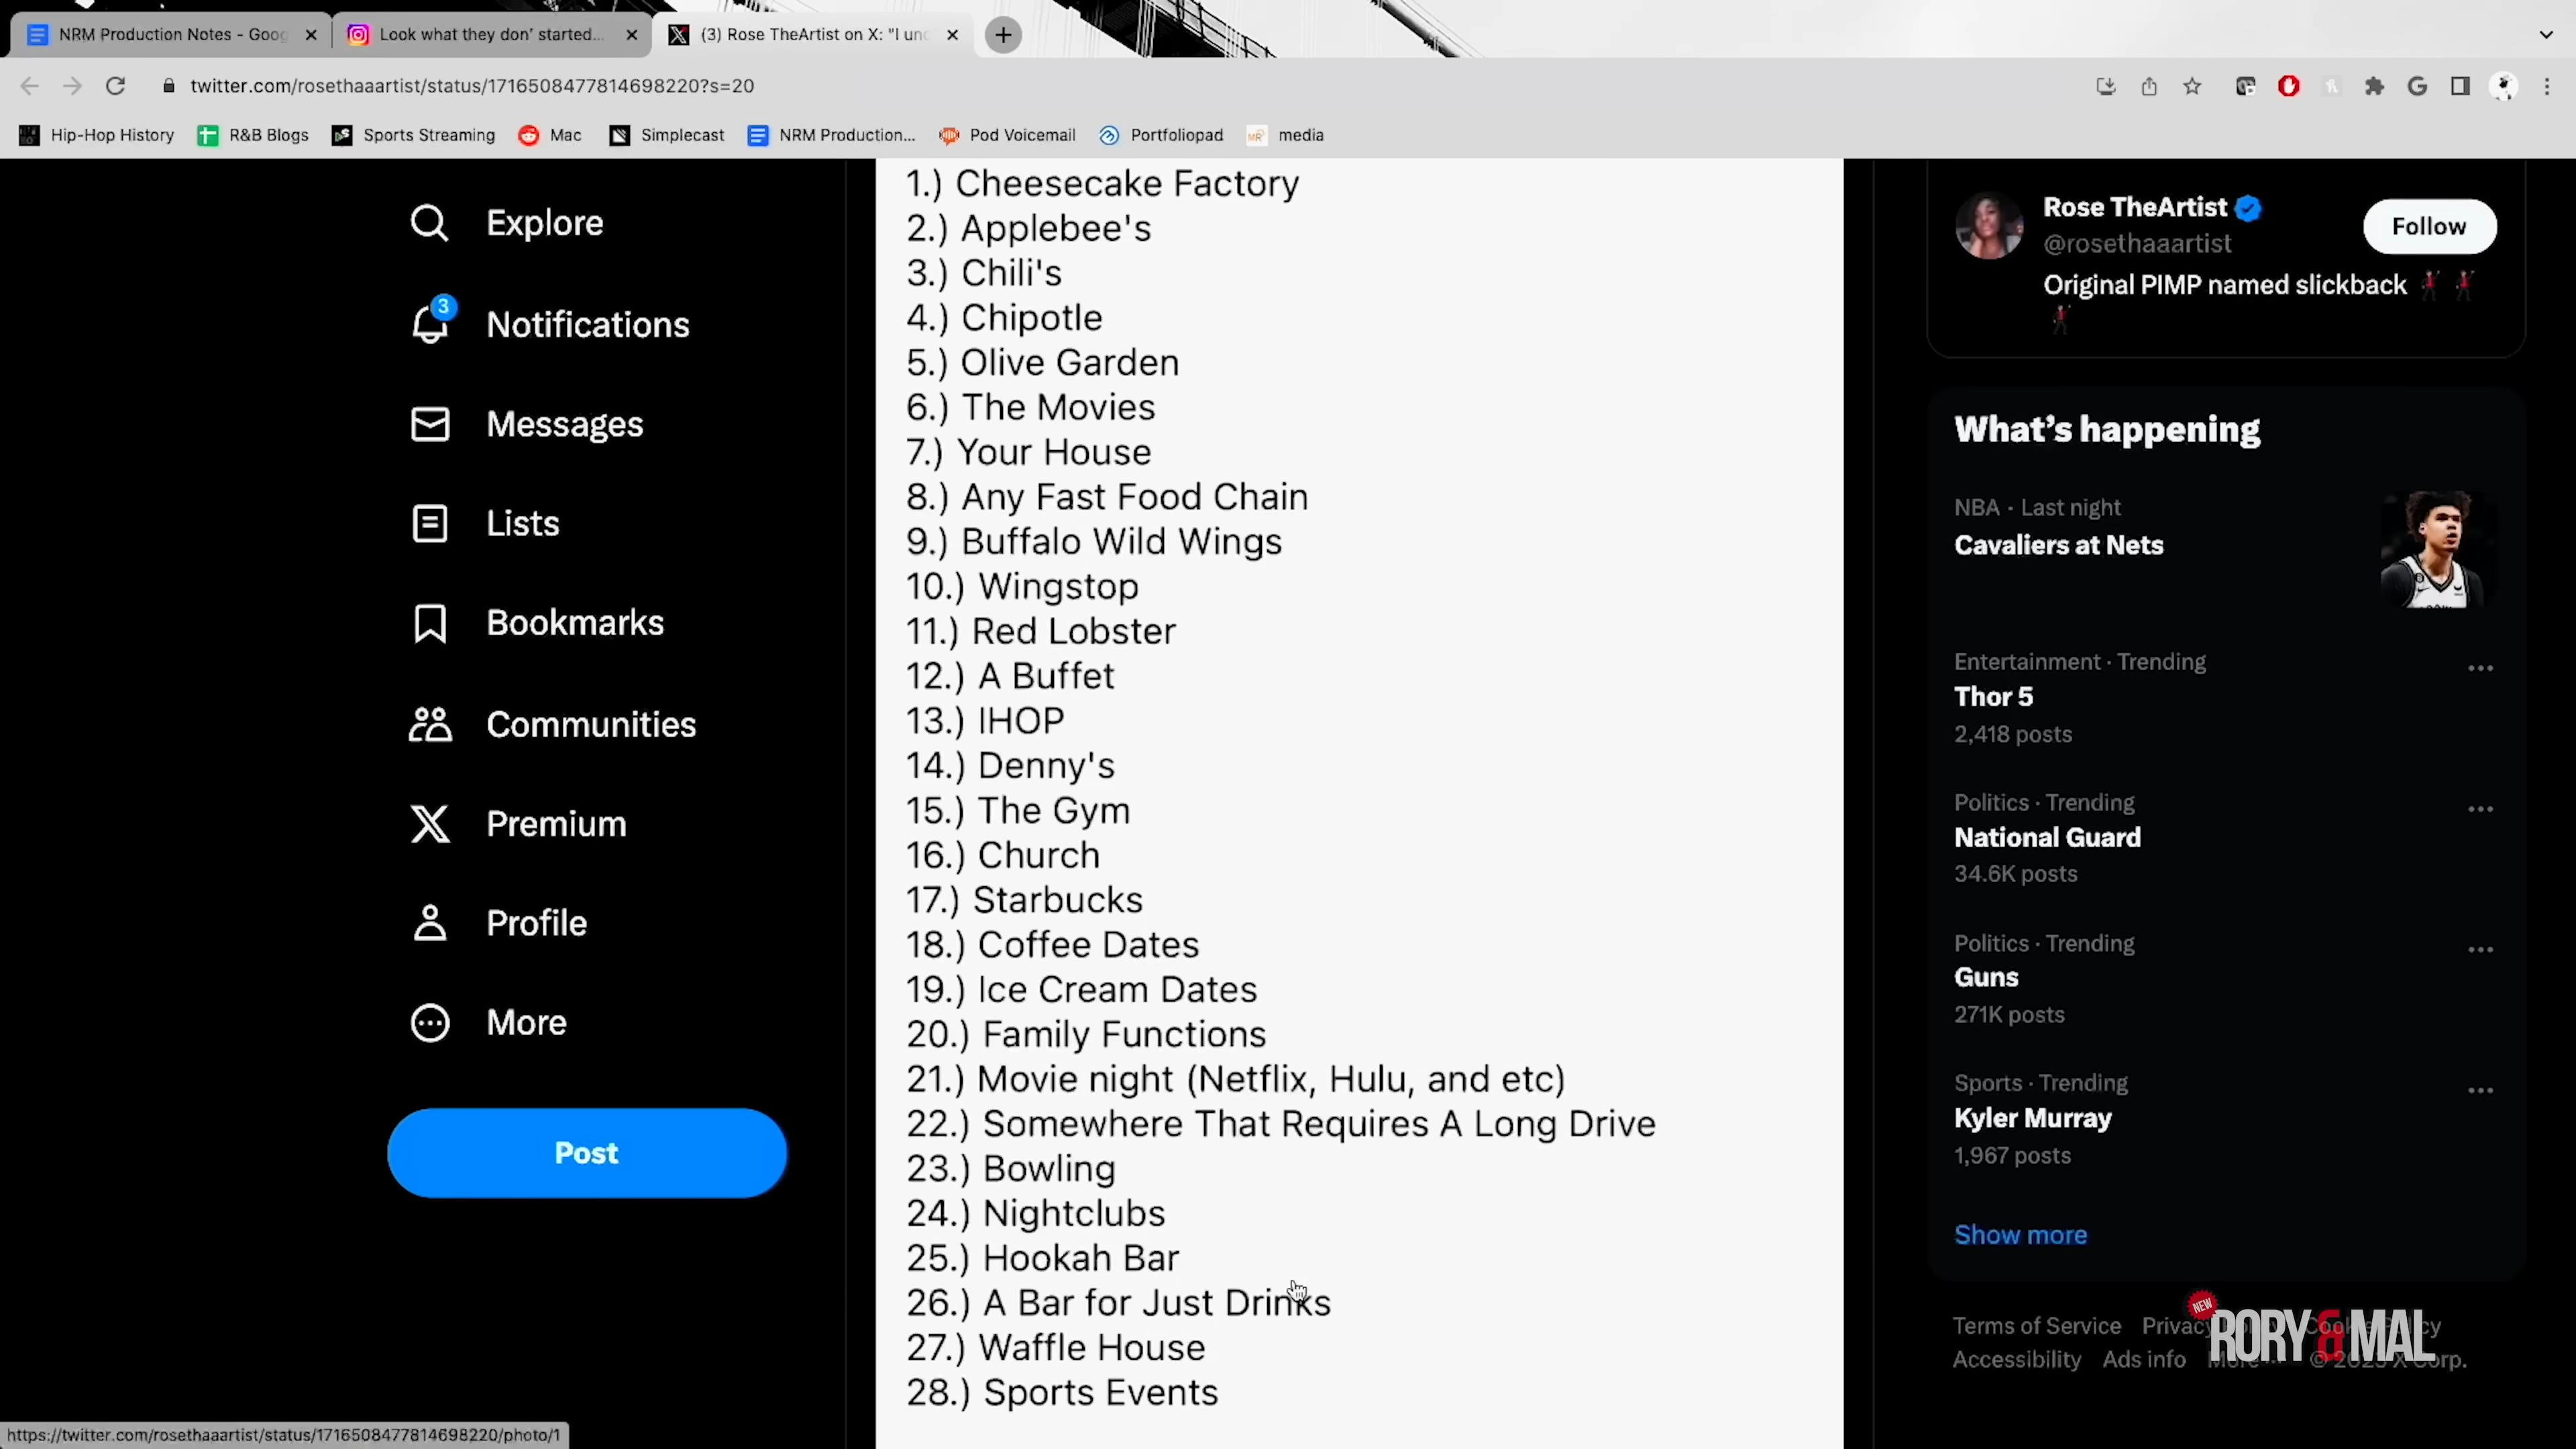 NRM Production Notes - Goog
Look what they don' started...
(3) Rose TheArtist on X: "I unc
twitter.com/rosethaaartist/status/1716508477814698220?s=20
Hip-Hop History
R&B Blogs
Sports Streaming
Mac
Simplecast
NRM Production...
Pod Voicemail
Portfoliopad
media
Explore
3
Notifications
Messages
Lists
Bookmarks
Communities
Premium
Profile
More
Post
1.) Cheesecake Factory
2.) Applebee's
3.) Chili's
4.) Chipotle
5.) Olive Garden
6.) The Movies
7.) Your House
8.) Any Fast Food Chain
9.) Buffalo Wild Wings
10.) Wingstop
11.) Red Lobster
12.) A Buffet
13.) IHOP
14.) Denny's
15.) The Gym
16.) Church
17.) Starbucks
18.) Coffee Dates
19.) Ice Cream Dates
20.) Family Functions
21.) Movie night (Netflix, Hulu, and etc)
22.) Somewhere That Requires A Long Drive
23.) Bowling
24.) Nightclubs
25.) Hookah Bar
26.) A Bar for Just Drinks
27.) Waffle House
28.) Sports Events
Rose TheArtist
@rosethaaartist
Follow
Original PIMP named slickback
What's happening
NBA · Last night
Cavaliers at Nets
Entertainment · Trending
Thor 5
2,418 posts
Politics · Trending
National Guard
34.6K posts
Politics · Trending
Guns
271K posts
Sports · Trending
Kyler Murray
1,967 posts
Show more
Terms of Service
Accessibility Ads info
X Corp.
NEW
RORY & MAL
https://twitter.com/rosethaaartist/status/1716508477814698220/photo/1